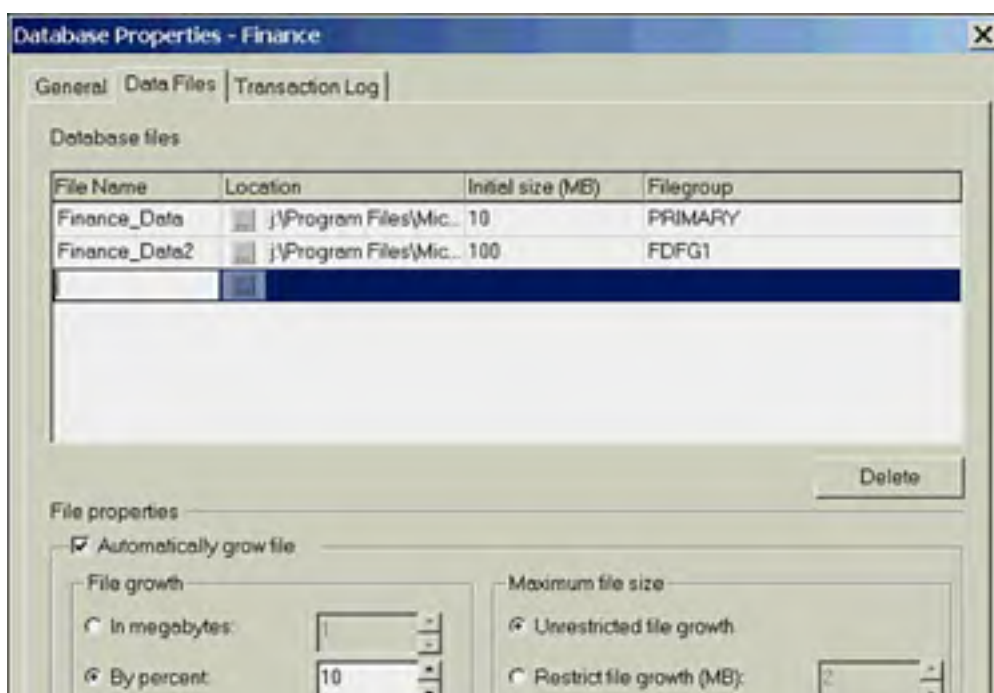 Database Properties - Finance
General Data Files Transaction Log
Database files
File Name Location Initial size (MB) Filegroup
Finance_Data j:\Program Files\Mic... 10 PRIMARY
Finance_Data2 j:\Program Files\Mic... 100 FDFG1
Delete
File properties
Automatically grow file
File growth
In megabytes: 1
By percent: 10
Maximum file size
Unrestricted file growth
Restrict file growth (MB): 2